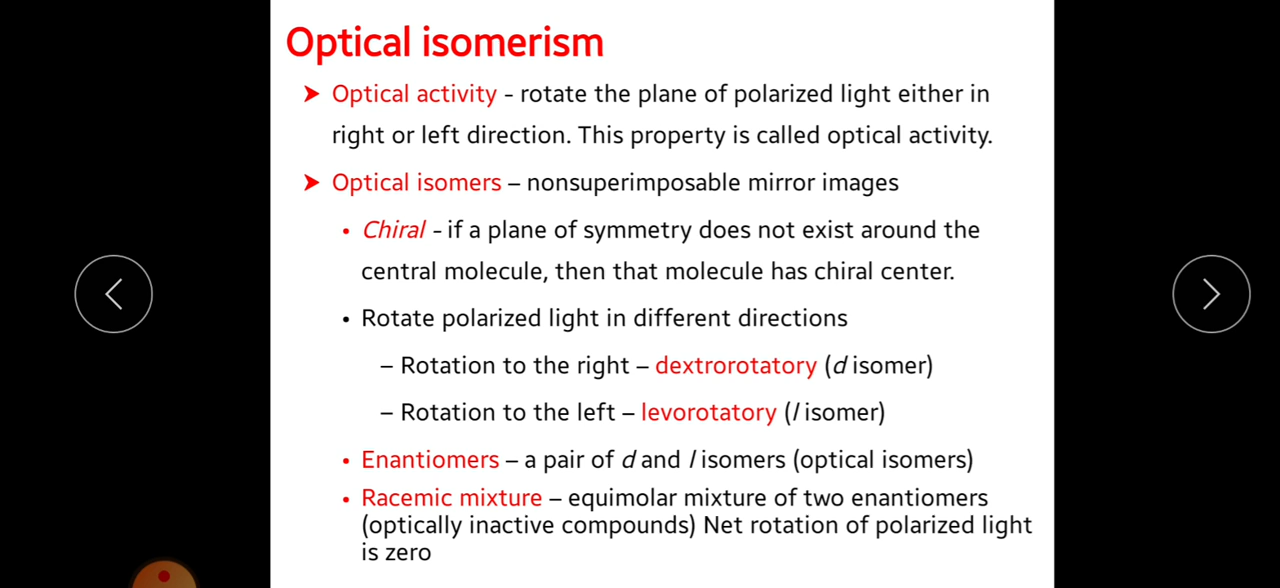 Optical isomerism
➤ Optical activity - rotate the plane of polarized light either in
right or left direction. This property is called optical activity.
➤ Optical isomers – nonsuperimposable mirror images
• Chiral - if a plane of symmetry does not exist around the
central molecule, then that molecule has chiral center.
• Rotate polarized light in different directions
– Rotation to the right – dextrorotatory (d isomer)
– Rotation to the left – levorotatory (l isomer)
• Enantiomers – a pair of d and l isomers (optical isomers)
• Racemic mixture – equimolar mixture of two enantiomers
(optically inactive compounds) Net rotation of polarized light
is zero